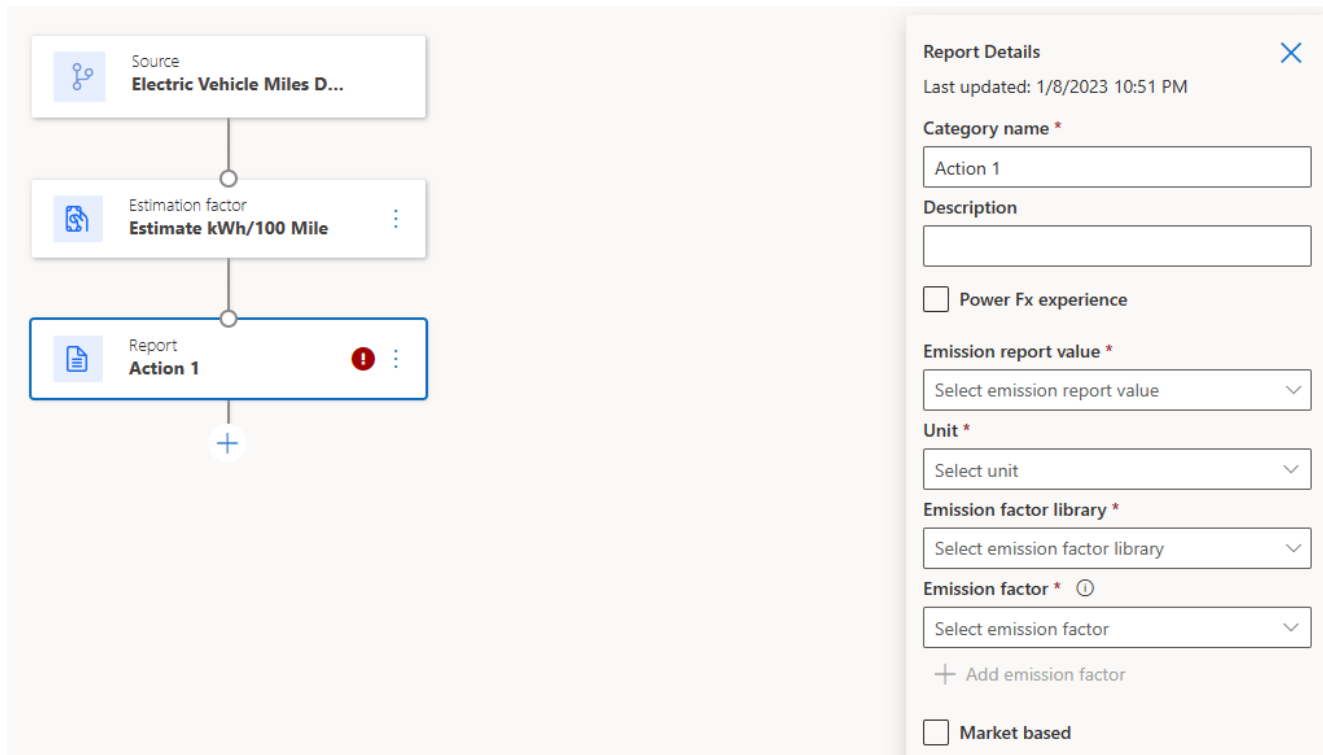 Source
Electric Vehicle Miles D...
Estimation factor
Estimate kWh/100 Mile
Report
Action 1
Report Details
Last updated: 1/8/2023 10:51 PM
Category name *
Action 1
Description
Power Fx experience
Emission report value *
Select emission report value
Unit *
Select unit
Emission factor library *
Select emission factor library
Emission factor *
Select emission factor
Add emission factor
Market based